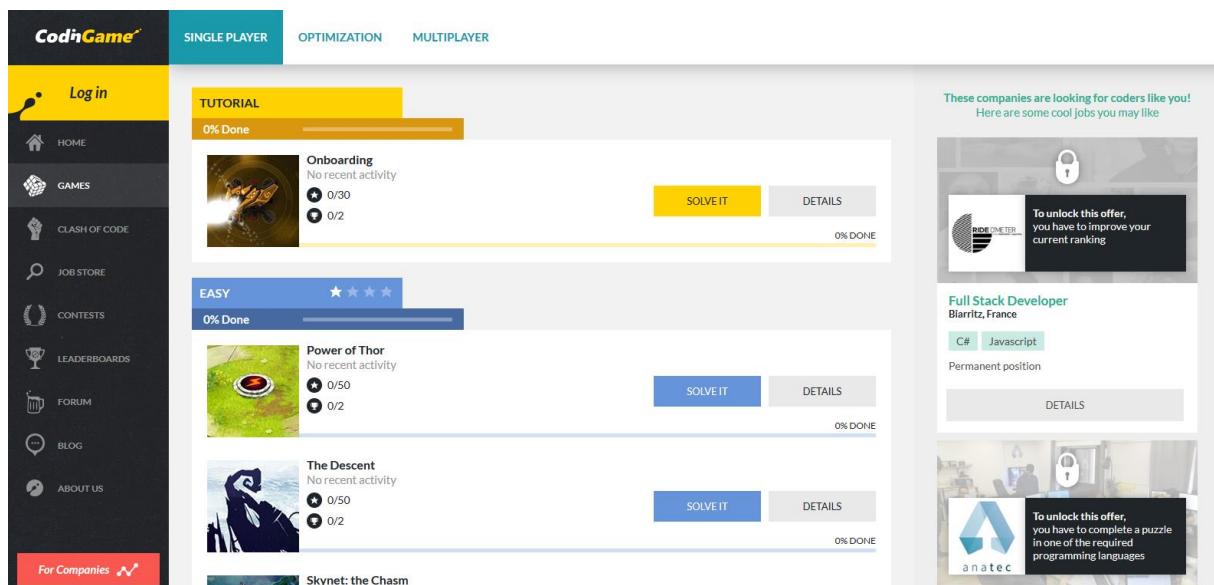 CodinGame
SINGLE PLAYER
OPTIMIZATION
MULTIPLAYER
Log in
HOME
GAMES
CLASH OF CODE
JOB STORE
CONTESTS
LEADERBOARDS
FORUM
BLOG
ABOUT US
For Companies
TUTORIAL
0% Done
Onboarding
No recent activity
0/30
0/2
SOLVE IT
DETAILS
0% DONE
EASY
0% Done
Power of Thor
No recent activity
0/50
0/2
SOLVE IT
DETAILS
0% DONE
The Descent
No recent activity
0/50
0/2
SOLVE IT
DETAILS
0% DONE
Skynet: the Chasm
These companies are looking for coders like you!
Here are some cool jobs you may like
RIDE OMETER
To unlock this offer,
you have to improve your
current ranking
Full Stack Developer
Biarritz, France
C#
Javascript
Permanent position
DETAILS
anatec
To unlock this offer,
you have to complete a puzzle
in one of the required
programming languages